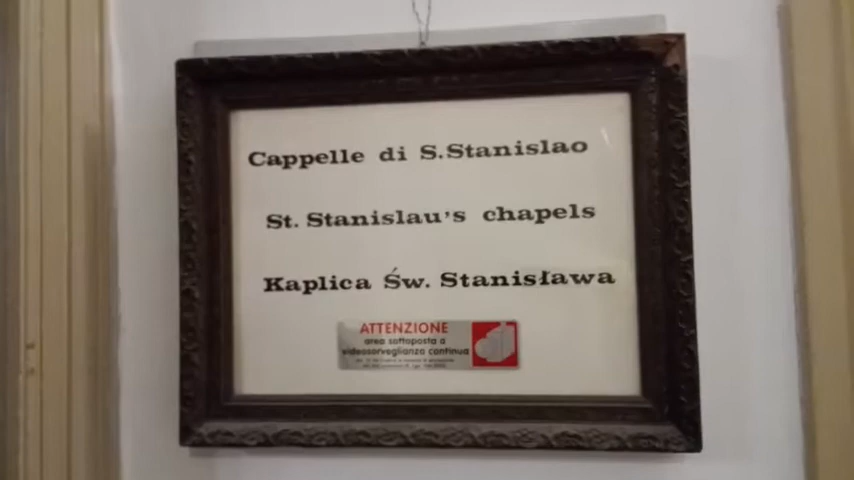 Cappelle di S.Stanislao
St. Stanislau's chapels
Kaplica Św. Stanisława
ATTENZIONE
area sottoposta a
videosorveglianza continua